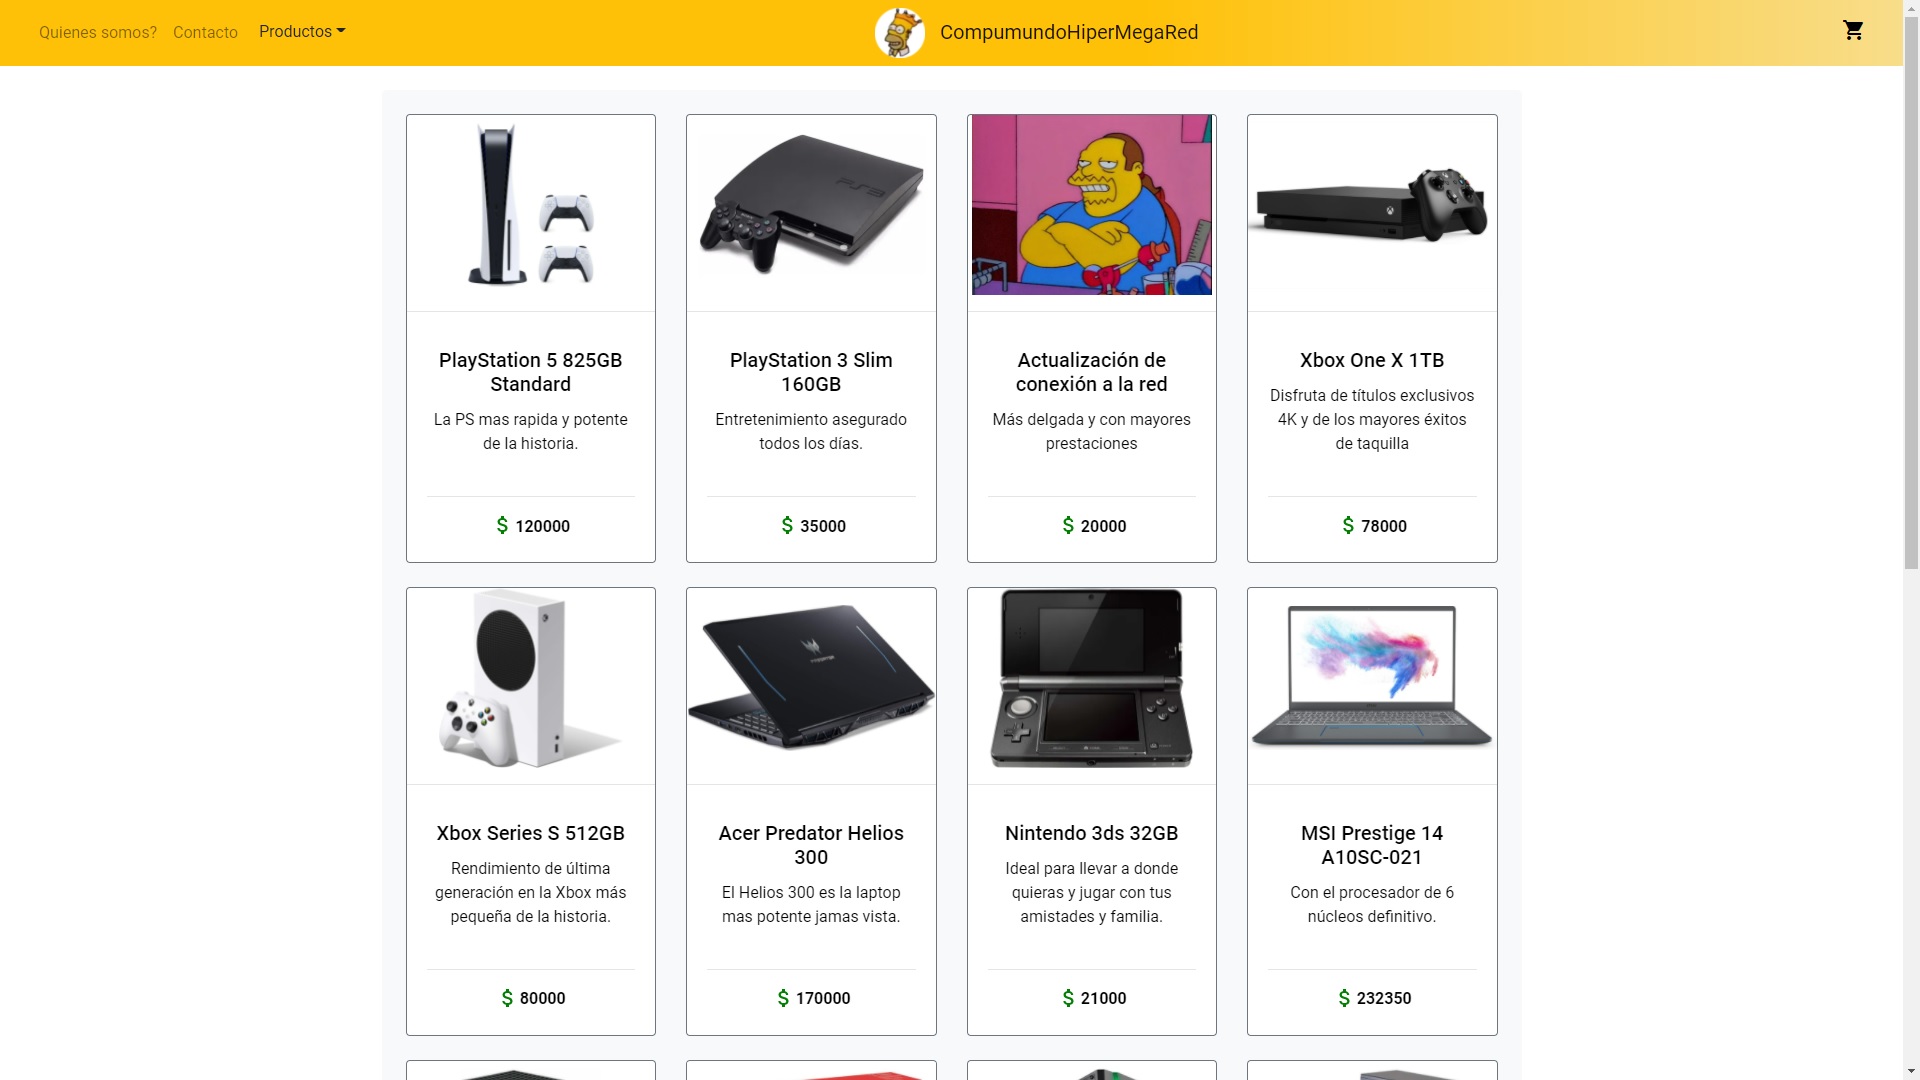 Quienes somos? Contacto Productos CompumundoHiperMegaRed
PS3
PlayStation 5 825GB
Standard
La PS mas rapida y potente
de la historia.
$ 120000
PlayStation 3 Slim
160GB
Entretenimiento asegurado
todos los días.
$ 35000
Actualización de
conexión a la red
Más delgada y con mayores
prestaciones
$ 20000
Xbox One X 1TB
Disfruta de títulos exclusivos
4K y de los mayores éxitos
de taquilla
$ 78000
Xbox Series S 512GB
Rendimiento de última
generación en la Xbox más
pequeña de la historia.
$ 80000
Acer Predator Helios
300
El Helios 300 es la laptop
mas potente jamas vista.
$ 170000
Nintendo 3ds 32GB
Ideal para llevar a donde
quieras y jugar con tus
amistades y familia.
$ 21000
MSI Prestige 14
A10SC-021
Con el procesador de 6
núcleos definitivo.
$ 232350